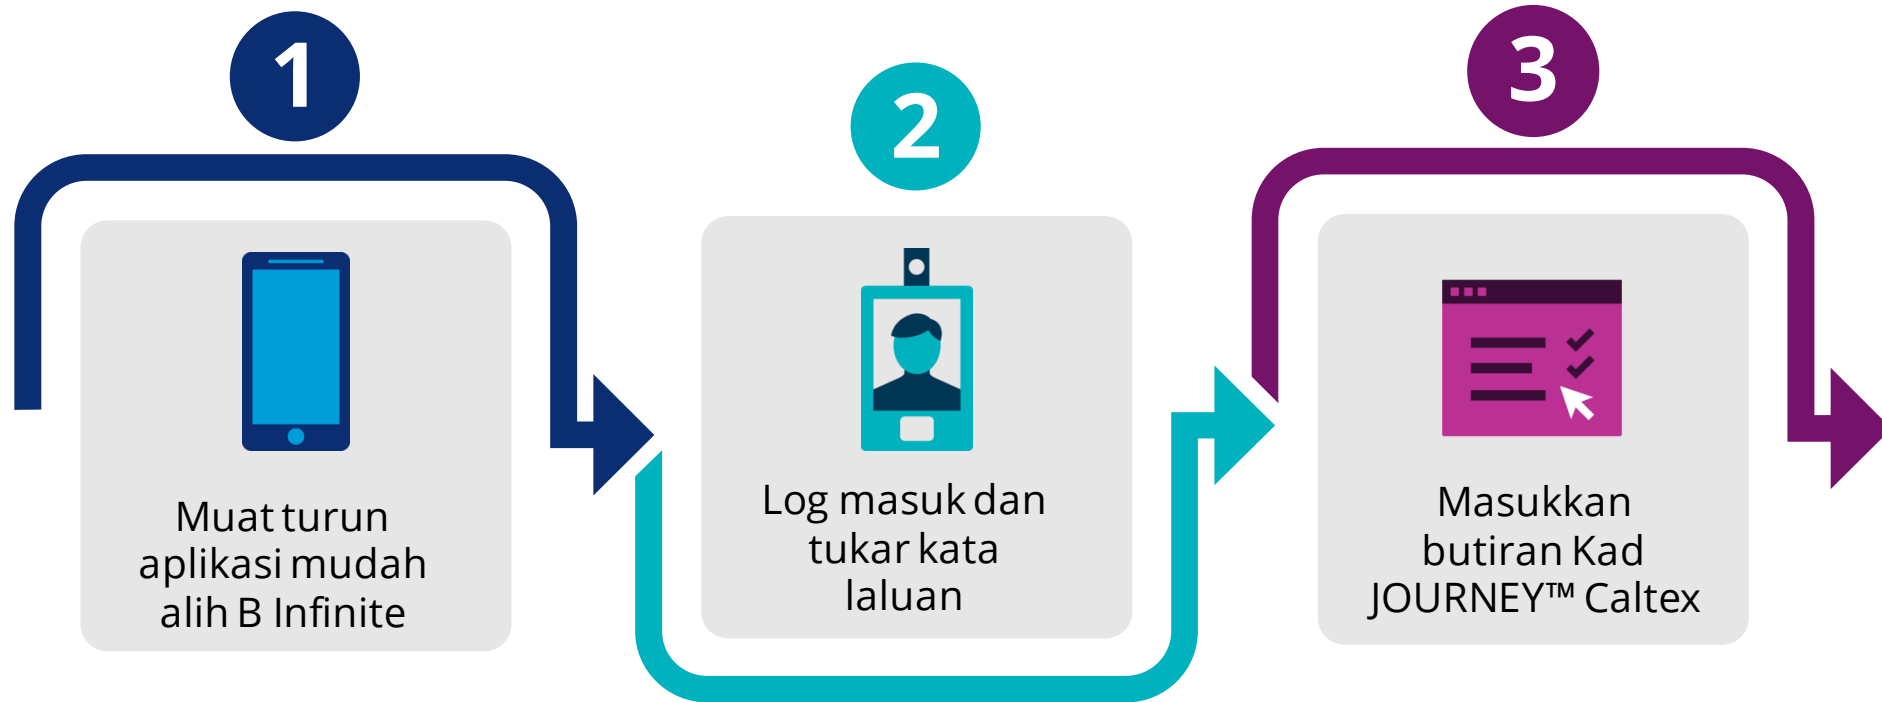 1
Muat turun
aplikasi mudah
alih B Infinite
2
Log masuk dan
tukar kata
laluan
3
Masukkan
butiran Kad
JOURNEY™ Caltex